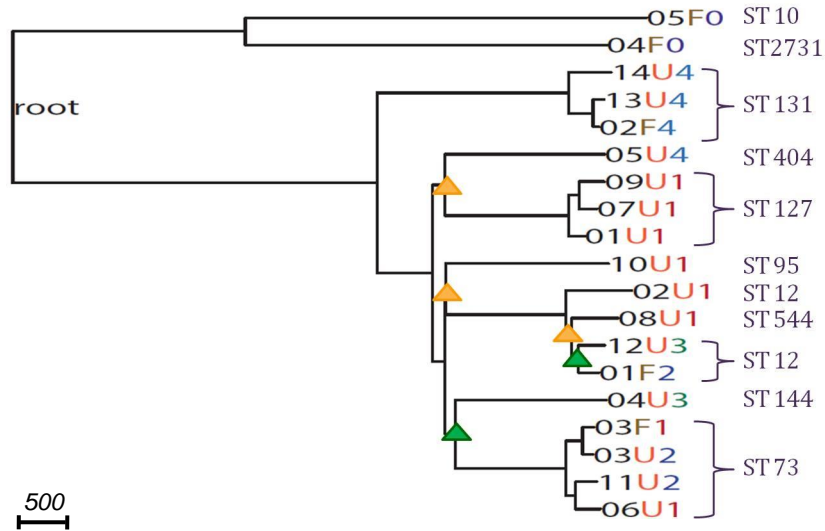 05F0 ST10
04F0 ST2731
14U4
root
13U4 ST131
02F4
05U4 ST404
09U1
07U1 ST127
01U1
10U1 ST95
02U1 ST12
08U1 ST544
12U3
ST12
01F2
04U3 ST144
03F1
03U2
ST73
11U2
500
06U1